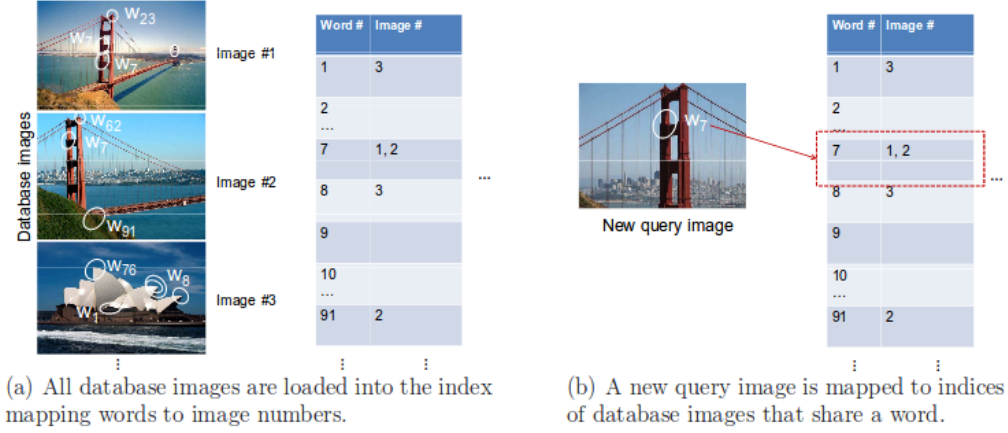 Database images
W23
W7
W7
Image #1
W62
W7
W91
Image #2
W76
W8
W1
Image #3
⋮
Word # Image #
1 3
2
...
7 1, 2
8 3
9
10
...
91 2
⋮ ⋮
...
(a) All database images are loaded into the index
mapping words to image numbers.
W7
New query image
Word # Image #
1 3
2
...
7 1, 2
8 3
9
10
...
91 2
⋮ ⋮
...
(b) A new query image is mapped to indices
of database images that share a word.